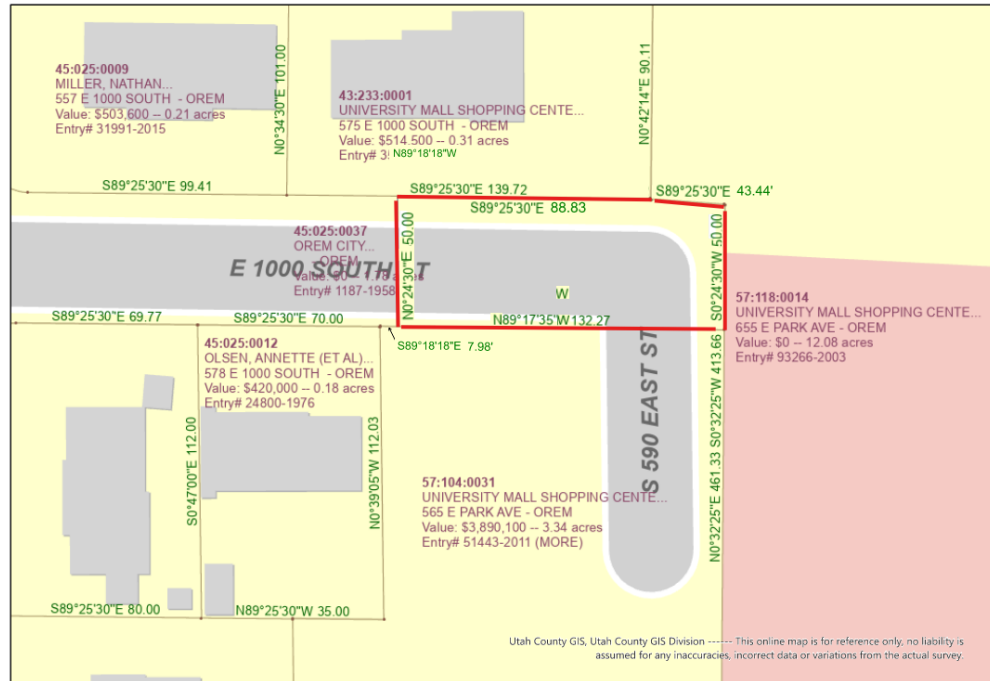 45:025:0009
MILLER, NATHAN...
557 E 1000 SOUTH - OREM
Value: $503,600 -- 0.21 acres
Entry# 31991-2015
N0°34'30"E 101.00
43:233:0001
UNIVERSITY MALL SHOPPING CENTE...
575 E 1000 SOUTH - OREM
Value: $514.500 -- 0.31 acres
Entry# 3
N89°18'18"W
N0°42'14"E 90.11
S89°25'30"E 99.41
S89°25'30"E 139.72
S89°25'30"E 43.44'
S89°25'30"E 88.83
45:025:0037
OREM CITY...
OREM
Value: $0 -- 1.78 acres
Entry# 1187-1958
E 1000 SOUTH ST
N0°24'30"E 50.00
S0°24'30"W 50.00
W
N89°17'35"W 132.27
57:118:0014
UNIVERSITY MALL SHOPPING CENTE...
655 E PARK AVE - OREM
Value: $0 -- 12.08 acres
Entry# 93266-2003
S89°25'30"E 69.77
S89°25'30"E 70.00
S89°18'18"E 7.98'
45:025:0012
OLSEN, ANNETTE (ET AL)...
578 E 1000 SOUTH - OREM
Value: $420,000 -- 0.18 acres
Entry# 24800-1976
S0°47'00"E 112.00
N0°39'05"W 112.03
S 590 EAST ST
N0°32'25"E 461.33 S0°32'25"W 413.66
57:104:0031
UNIVERSITY MALL SHOPPING CENTE...
565 E PARK AVE - OREM
Value: $3,890,100 -- 3.34 acres
Entry# 51443-2011 (MORE)
S89°25'30"E 80.00
N89°25'30"W 35.00
Utah County GIS, Utah County GIS Division ------ This online map is for reference only, no liability is
assumed for any inaccuracies, incorrect data or variations from the actual survey.